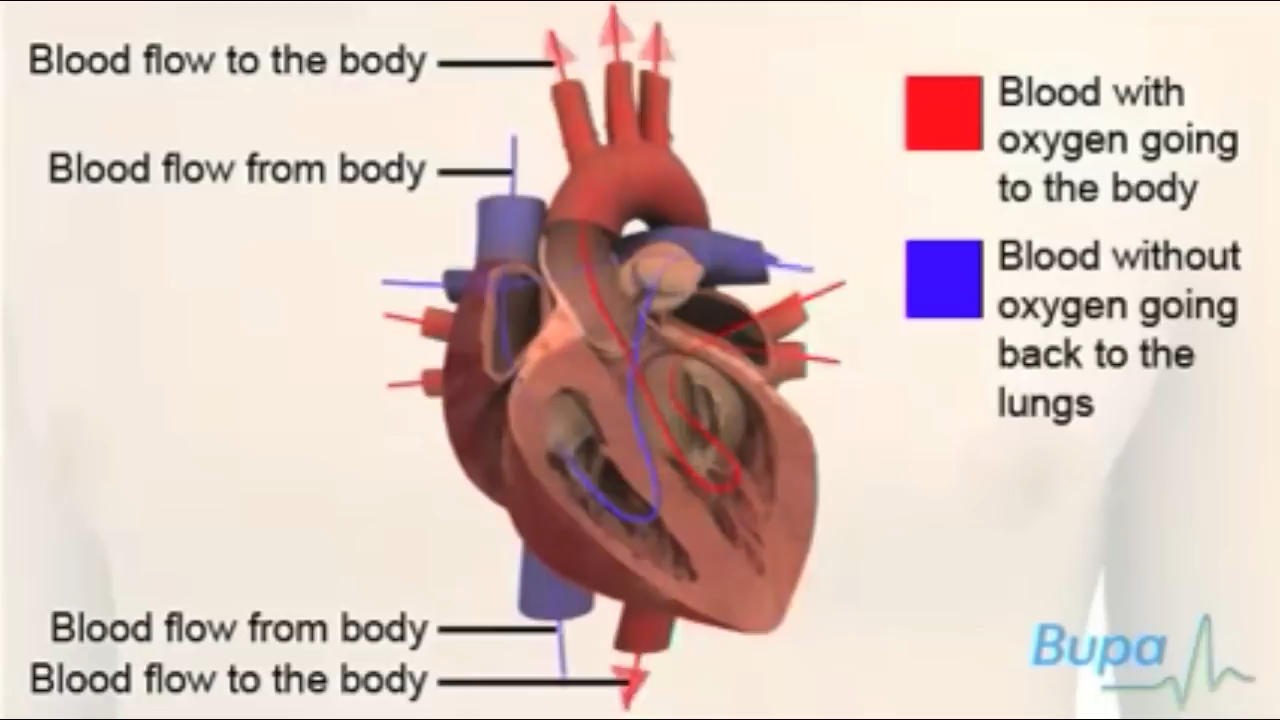 Blood flow to the body
Blood flow from body
Blood with
oxygen going
to the body
Blood without
oxygen going
back to the
lungs
Blood flow from body
Blood flow to the body
Bupa